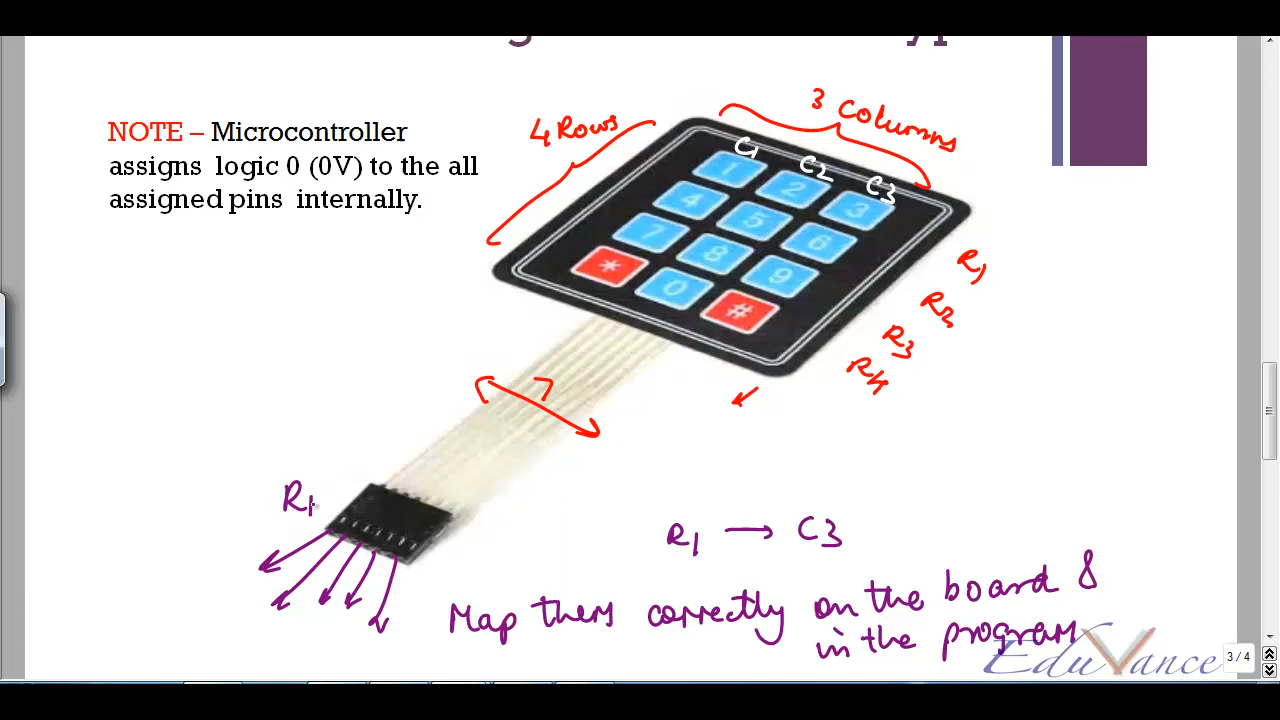 NOTE – Microcontroller
assigns logic 0 (0V) to the all
assigned pins internally.
4 Rows
3 Columns
C1 C2 C3
1 2 3
4 5 6
7 8 9
* 0 #
R1
R2
R3
R4
7
R1
R1 → C3
Map them correctly on the board &
in the program
EduVance
3 / 4